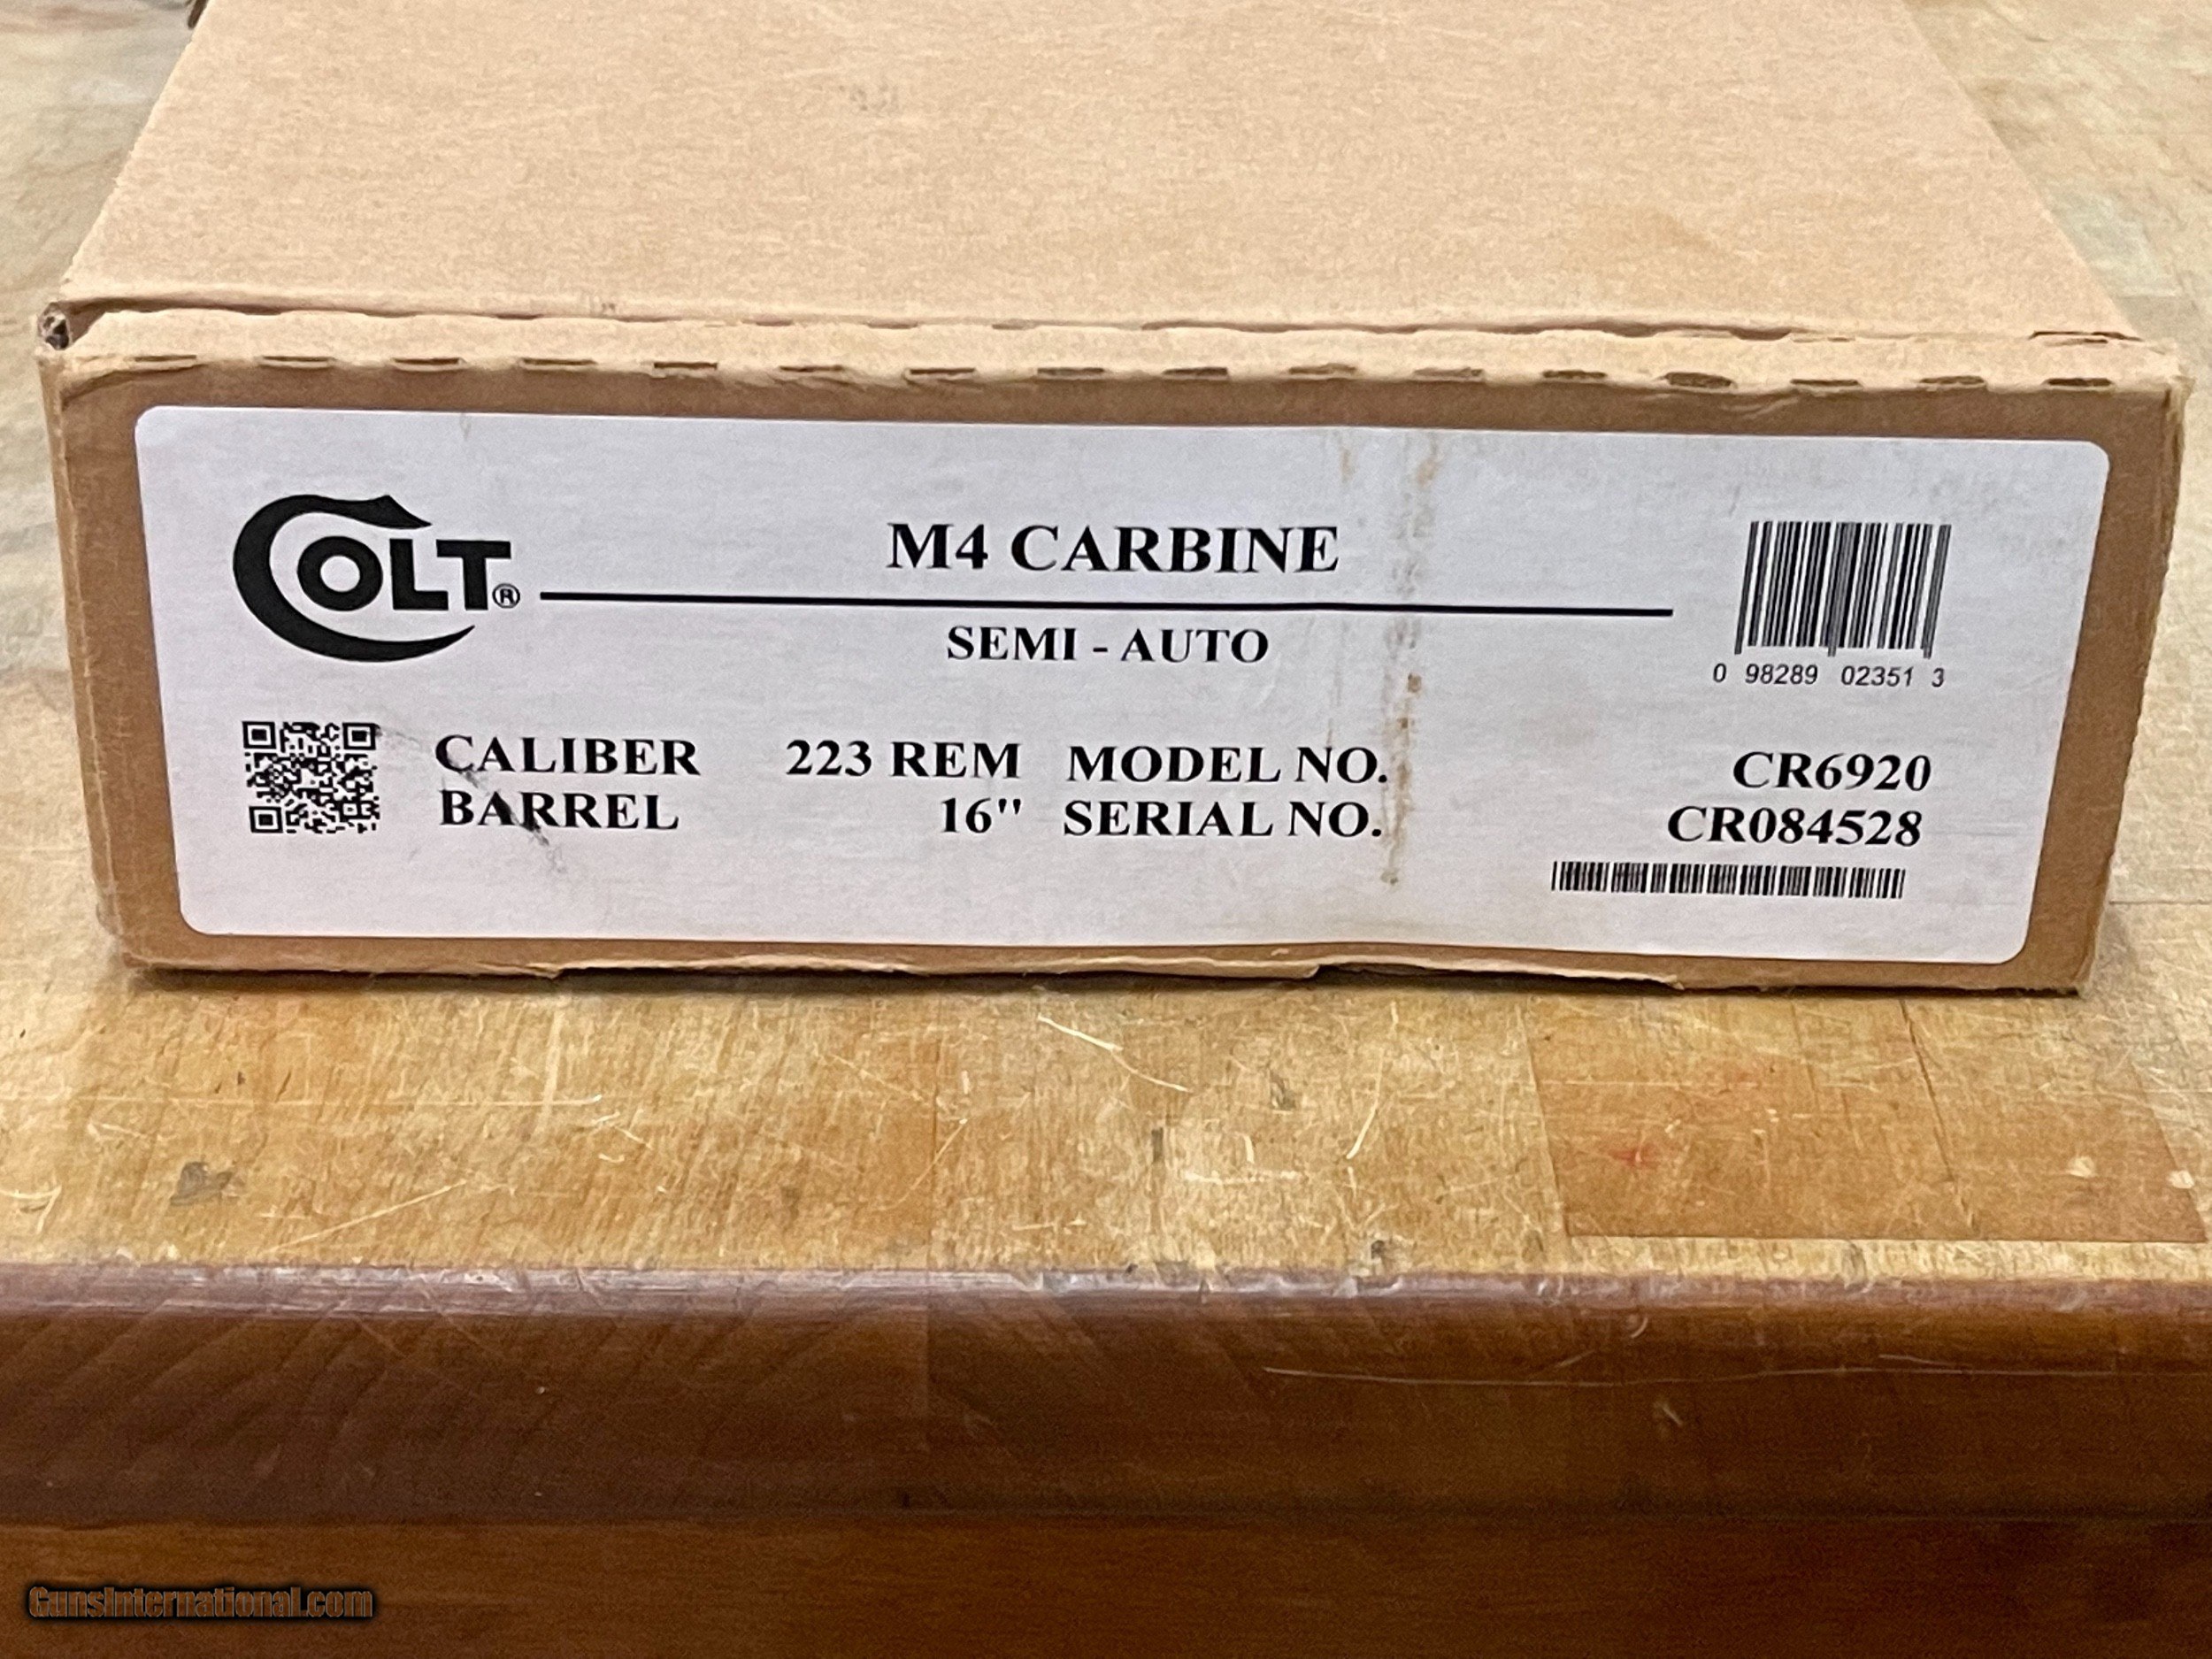 COLT®
M4 CARBINE
SEMI - AUTO
0 98289 02351 3
CALIBER 223 REM MODEL NO. CR6920
BARREL 16" SERIAL NO. CR084528
GunsInternational.com